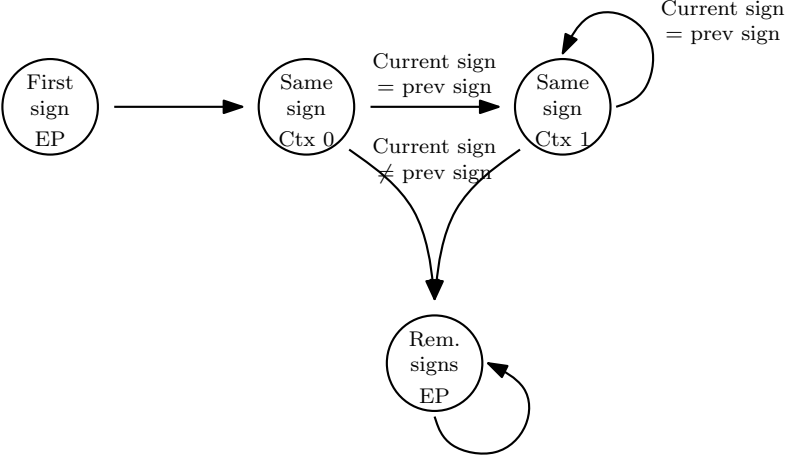 First
sign
EP
Same
sign
Ctx 0
Current sign
= prev sign
Same
sign
Ctx 1
Current sign
= prev sign
Current sign
≠ prev sign
Rem.
signs
EP